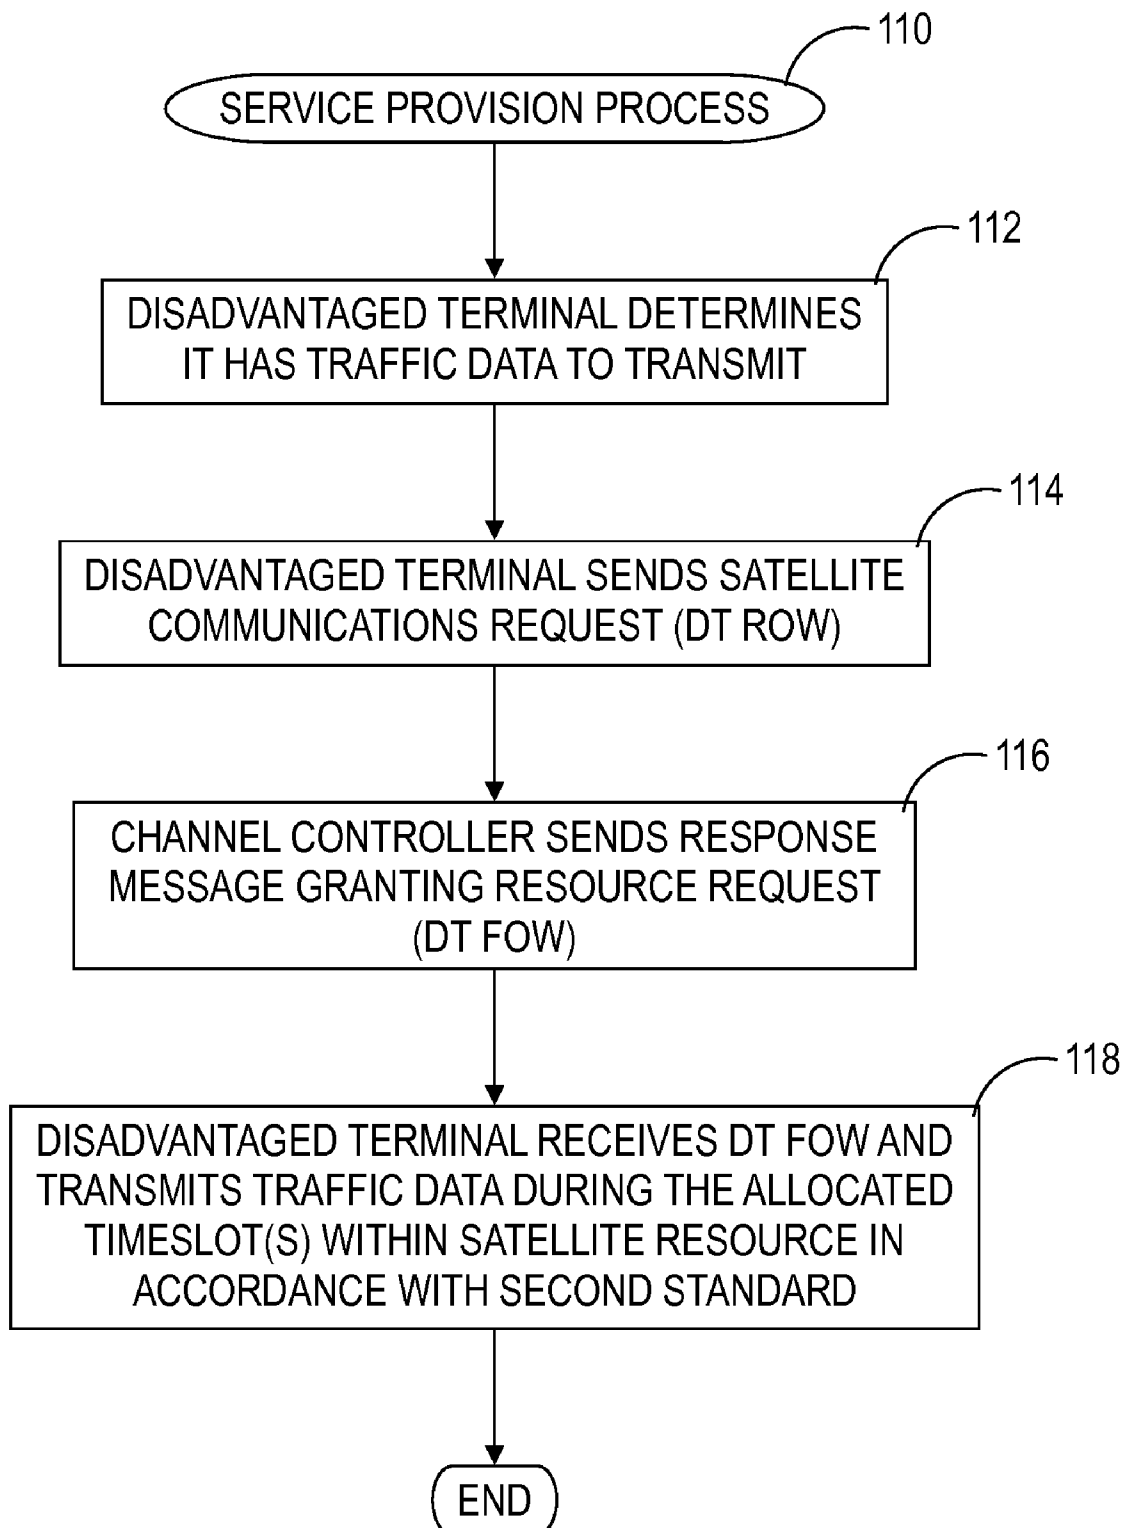 110
SERVICE PROVISION PROCESS
112
DISADVANTAGED TERMINAL DETERMINES
IT HAS TRAFFIC DATA TO TRANSMIT
114
DISADVANTAGED TERMINAL SENDS SATELLITE
COMMUNICATIONS REQUEST (DT ROW)
116
CHANNEL CONTROLLER SENDS RESPONSE
MESSAGE GRANTING RESOURCE REQUEST
(DT FOW)
118
DISADVANTAGED TERMINAL RECEIVES DT FOW AND
TRANSMITS TRAFFIC DATA DURING THE ALLOCATED
TIMESLOT(S) WITHIN SATELLITE RESOURCE IN
ACCORDANCE WITH SECOND STANDARD
END